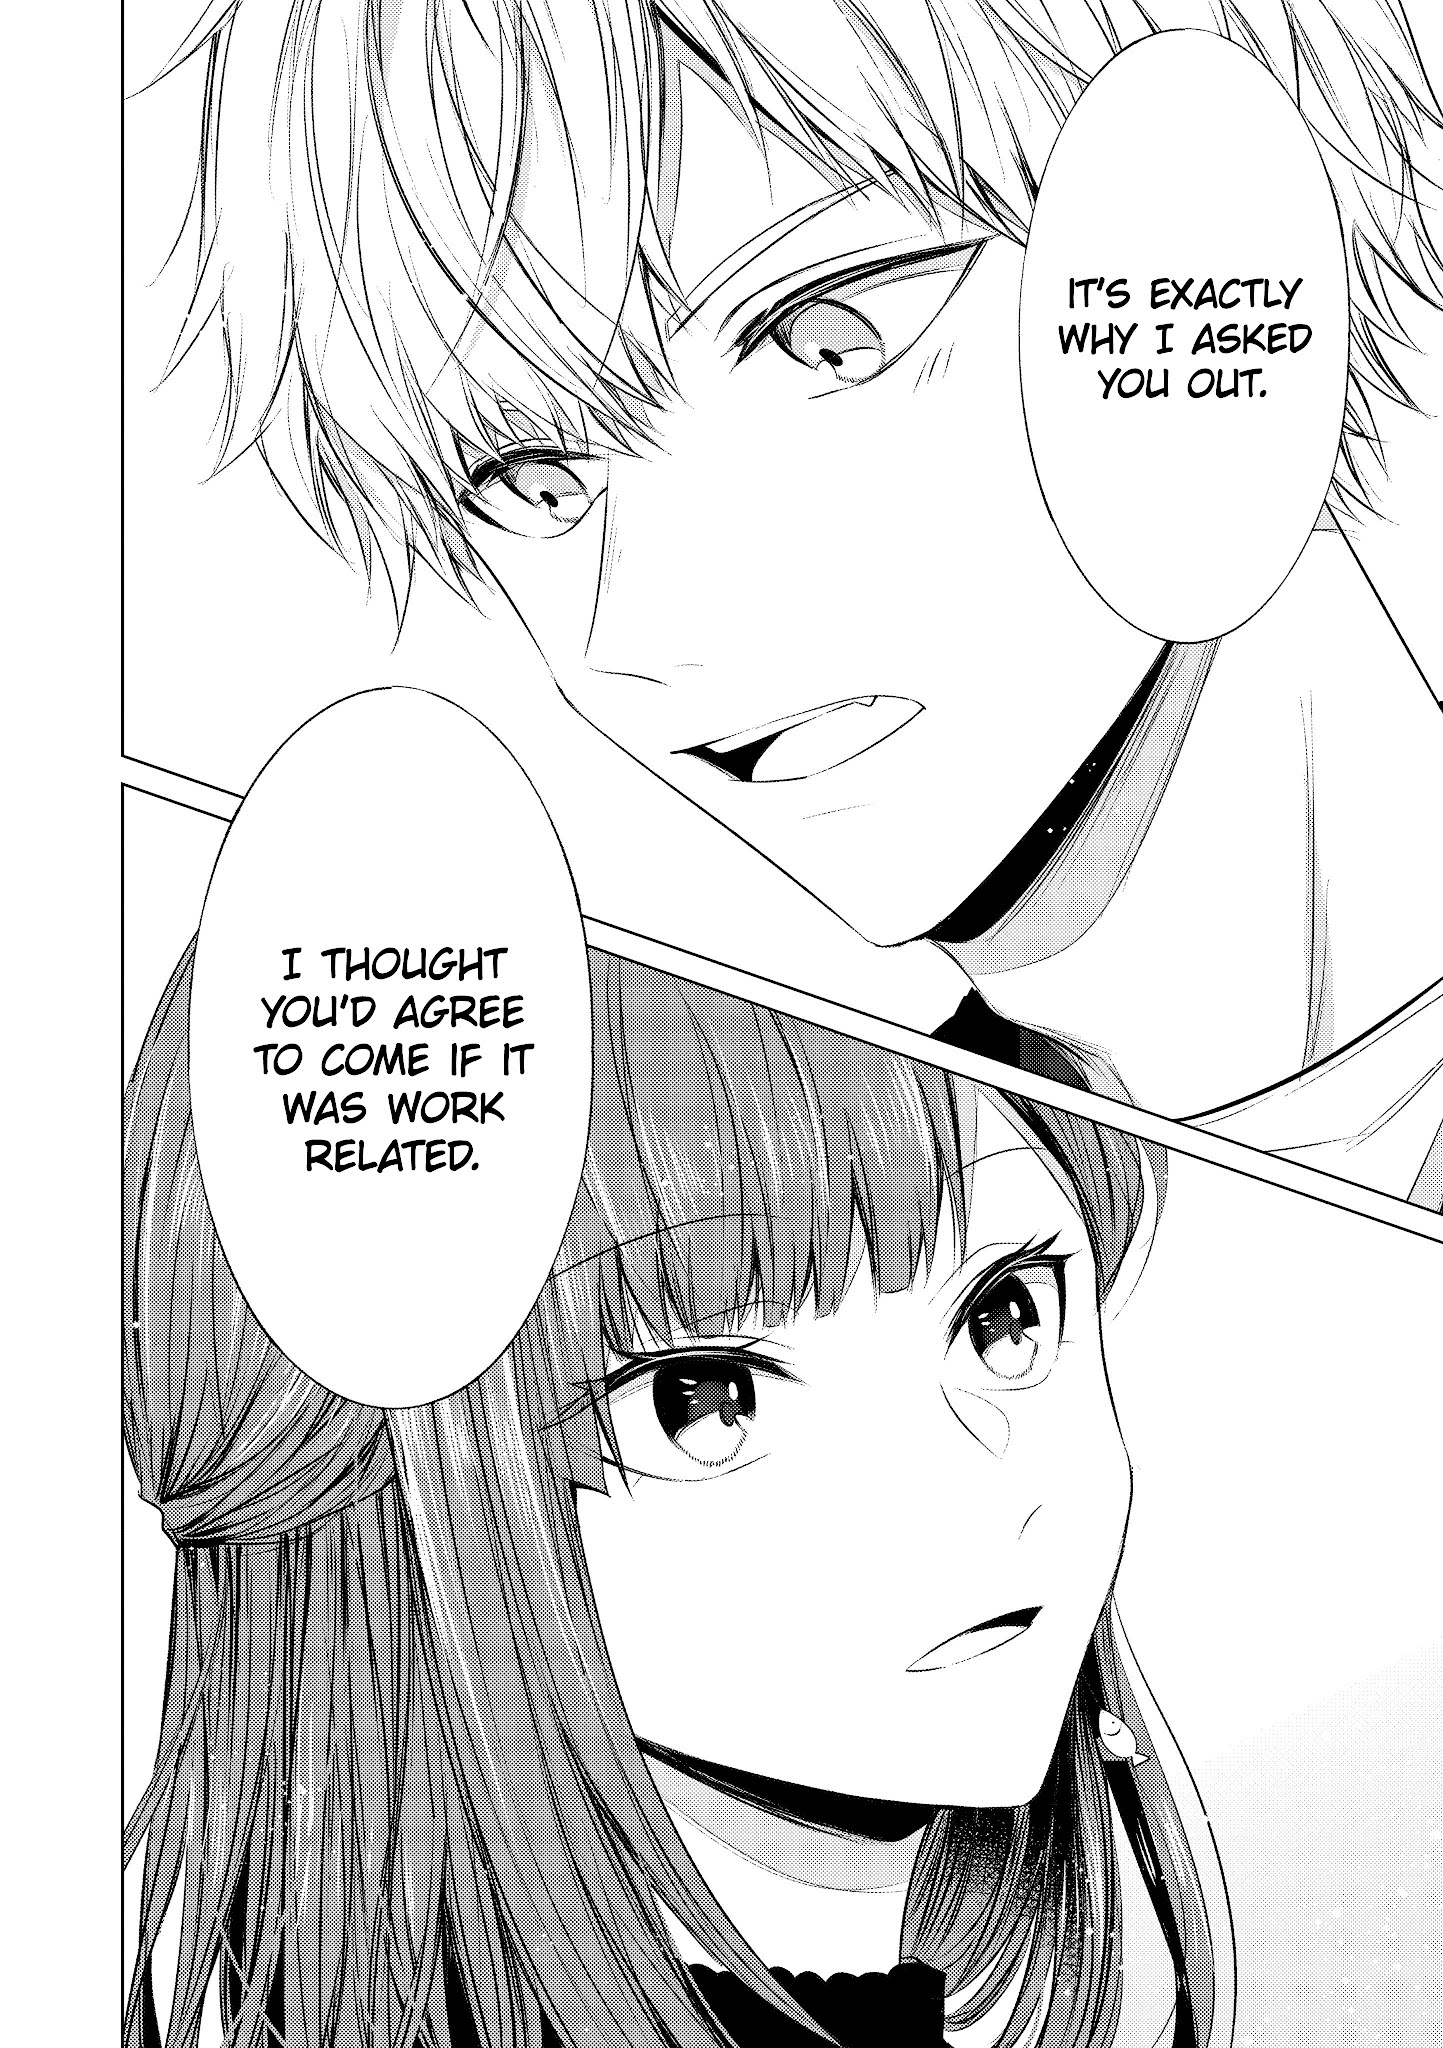 IT'S EXACTLY
WHY I ASKED
YOU OUT.
I THOUGHT
YOU'D AGREE
TO COME IF IT
WAS WORK
RELATED.